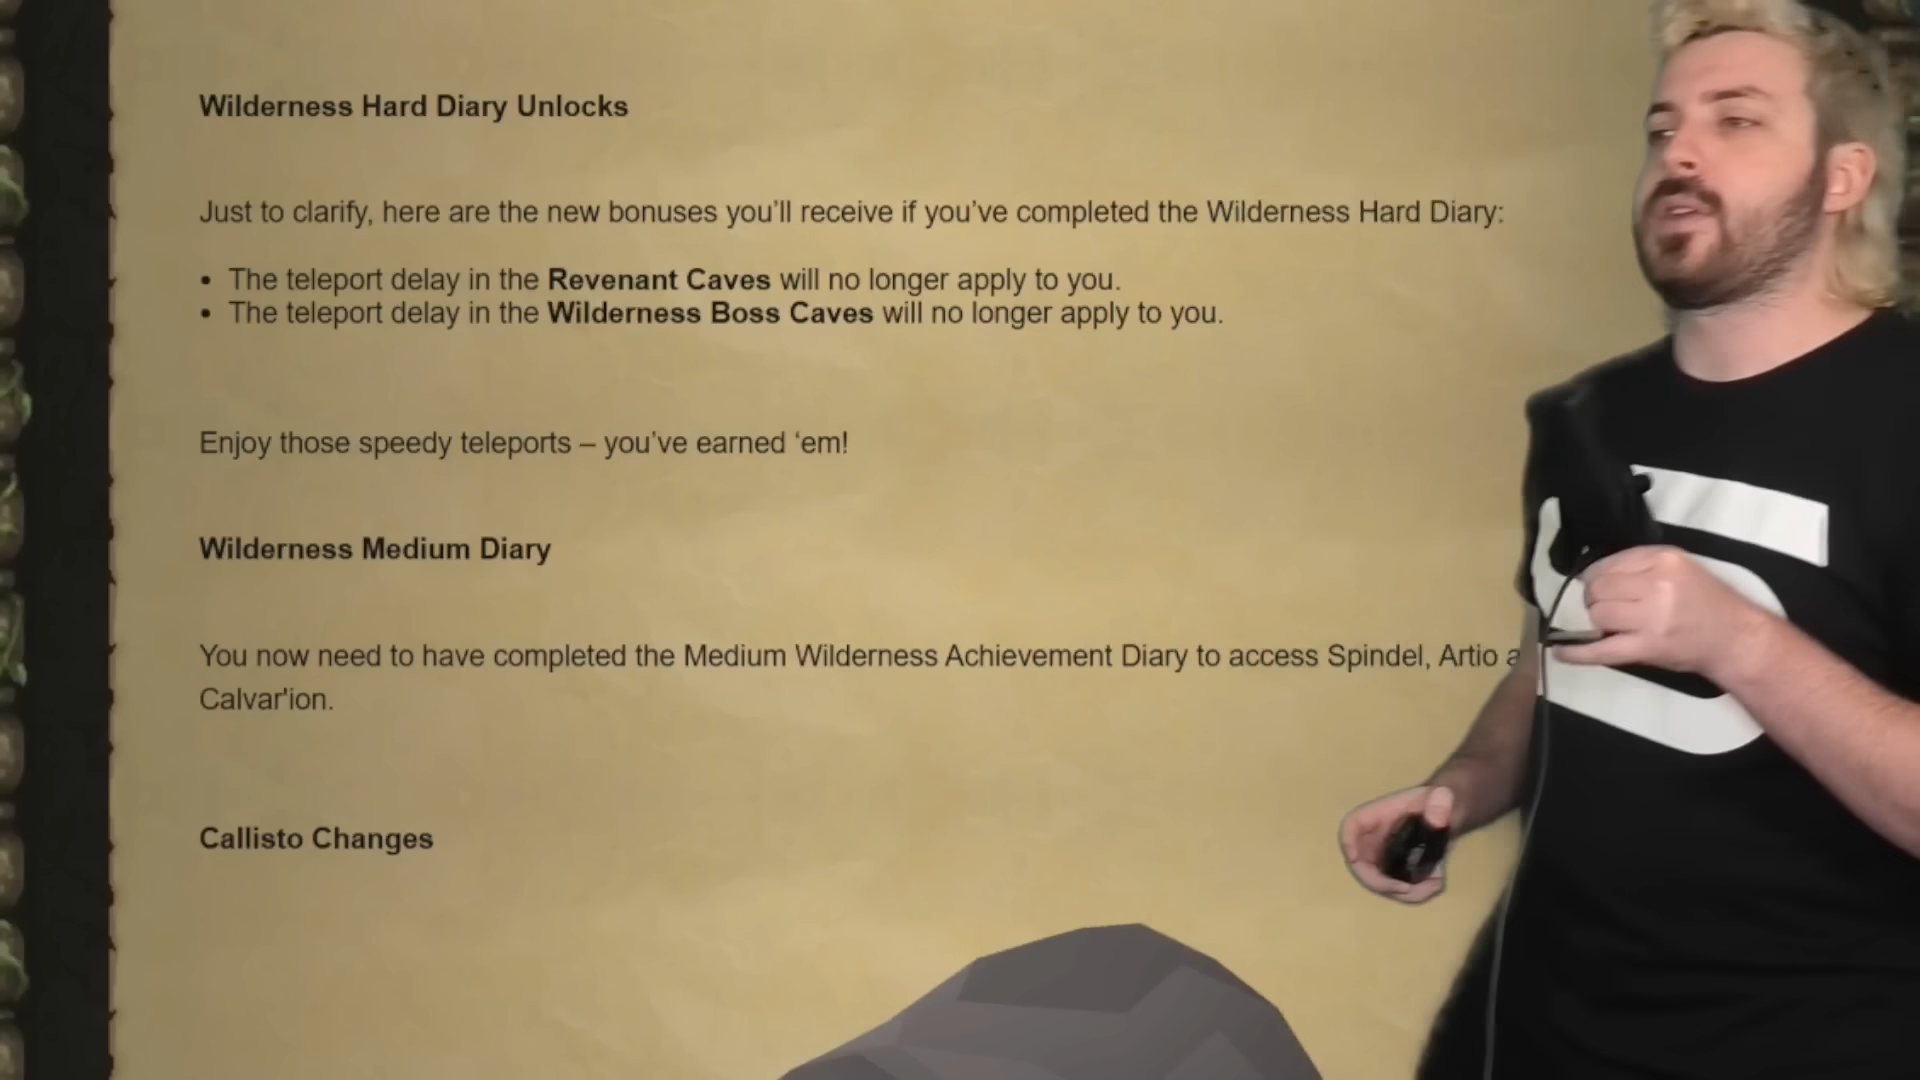 Wilderness Hard Diary Unlocks
Just to clarify, here are the new bonuses you’ll receive if you’ve completed the Wilderness Hard Diary:
• The teleport delay in the Revenant Caves will no longer apply to you.
• The teleport delay in the Wilderness Boss Caves will no longer apply to you.
Enjoy those speedy teleports – you’ve earned ‘em!
Wilderness Medium Diary
You now need to have completed the Medium Wilderness Achievement Diary to access Spindel, Artio
Calvar'ion.
Callisto Changes